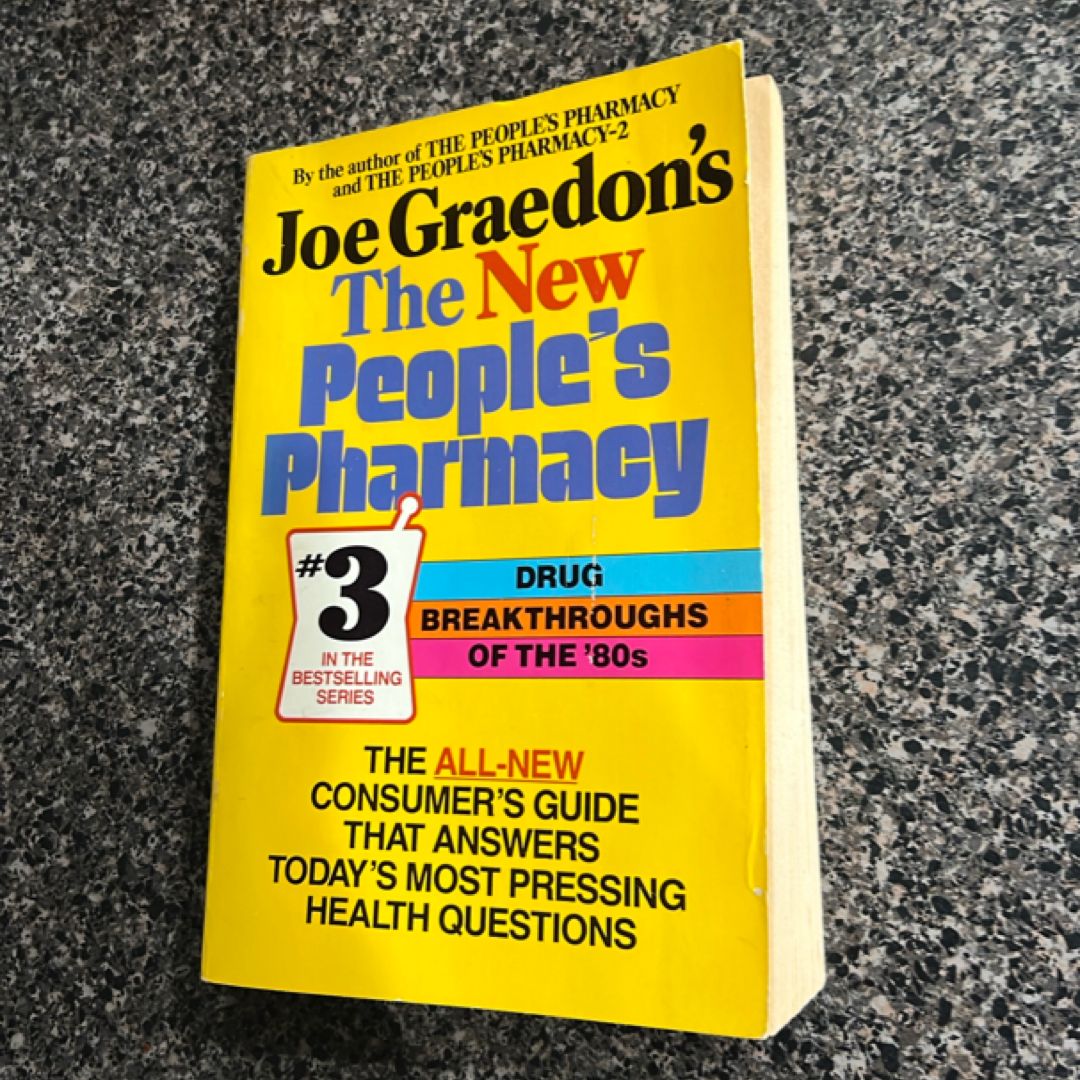 By the author of THE PEOPLE'S PHARMACY
and THE PEOPLE'S PHARMACY-2
Joe Graedon's
The New
People's
Pharmacy
#3
IN THE
BESTSELLING
SERIES
DRUG
BREAKTHROUGHS
OF THE '80s
THE ALL-NEW
CONSUMER'S GUIDE
THAT ANSWERS
TODAY'S MOST PRESSING
HEALTH QUESTIONS